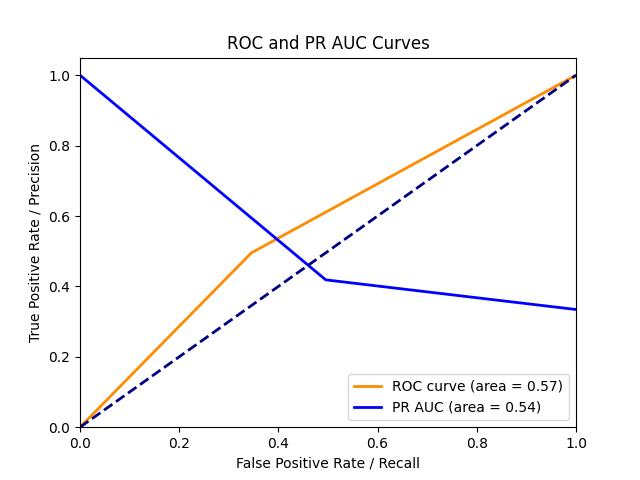 ROC and PR AUC Curves
True Positive Rate / Precision
1.0
0.8
0.6
0.4
0.2
0.0
0.0 0.2 0.4 0.6 0.8 1.0
False Positive Rate / Recall
ROC curve (area = 0.57)
PR AUC (area = 0.54)